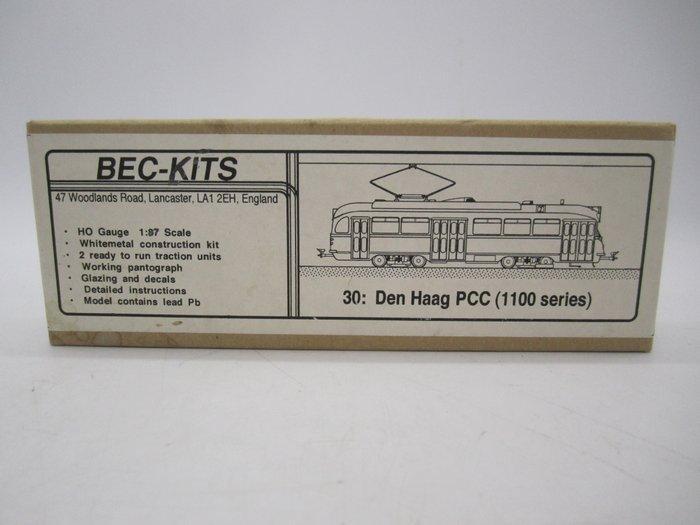 BEC-KITS
47 Woodlands Road, Lancaster, LA1 2EH, England
• HO Gauge 1:87 Scale
• Whitemetal construction kit
• 2 ready to run traction units
• Working pantograph
• Glazing and decals
• Detailed instructions
• Model contains lead Pb
30: Den Haag PCC (1100 series)